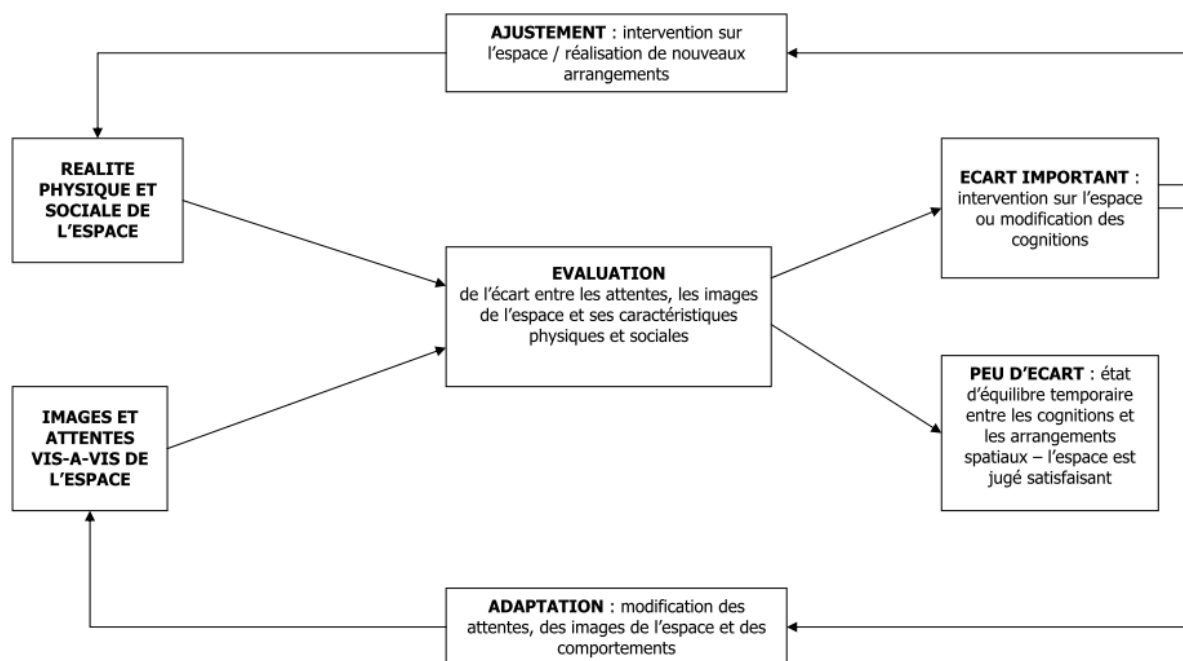 AJUSTEMENT : intervention sur
l'espace / réalisation de nouveaux
arrangements
REALITE
PHYSIQUE ET
SOCIALE DE
L'ESPACE
ECART IMPORTANT :
intervention sur l'espace
ou modification des
cognitions
EVALUATION
de l'écart entre les attentes, les images
de l'espace et ses caractéristiques
physiques et sociales
IMAGES ET
ATTENTES
VIS-A-VIS DE
L'ESPACE
PEU D'ECART : état
d'équilibre temporaire
entre les cognitions et
les arrangements
spatiaux – l'espace est
jugé satisfaisant
ADAPTATION : modification des
attentes, des images de l'espace et des
comportements